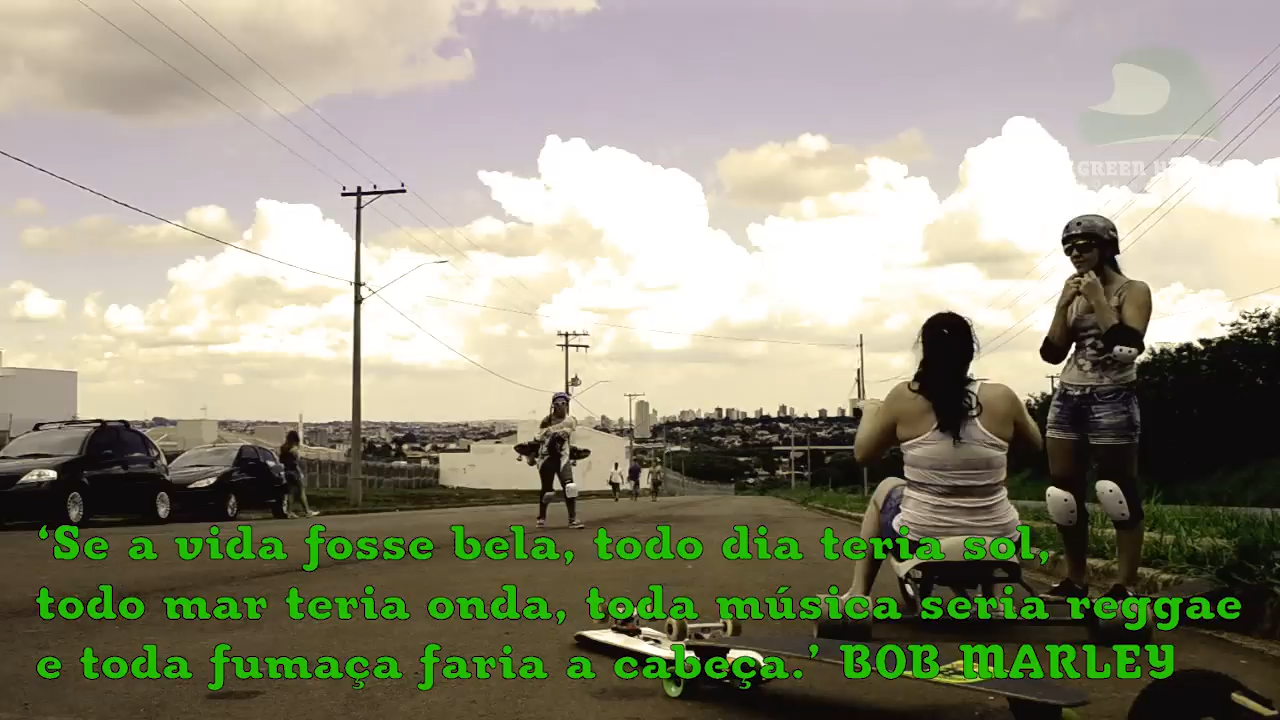 GREEN H
‘Se a vida fosse bela, todo dia teria sol,
todo mar teria onda, toda música seria reggae
e toda fumaça faria a cabeça.’ BOB MARLEY